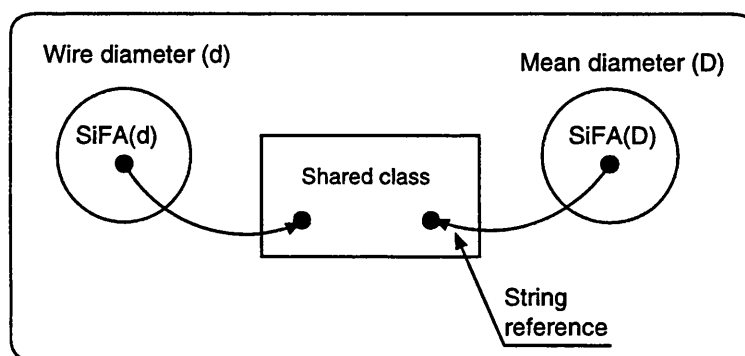 Wire diameter (d)
Mean diameter (D)
SiFA(d)
SiFA(D)
Shared class
String
reference